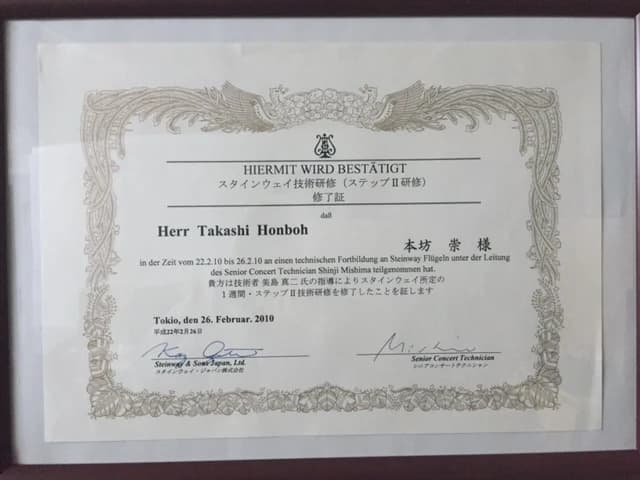 HIERMIT WIRD BESTÄTIGT
スタインウェイ技術研修（ステップⅡ研修）
修了証
daß
Herr Takashi Honboh
本坊 崇 様
in der Zeit vom 22.2.10 bis 26.2.10 an einen technischen Fortbildung an Steinway Flügeln unter der Leitung
des Senior Concert Technician Shinji Mishima teilgenommen hat.
貴方は技術者 美島 真二 氏の指導によりスタインウェイ所定の
1週間・ステップⅡ技術研修を修了したことを証します
Tokio, den 26. Februar. 2010
平成22年2月26日
Steinway & Sons Japan, Ltd.
スタインウェイ・ジャパン株式会社
Mishima
Senior Concert Technician
シニアコンサートテクニシャン